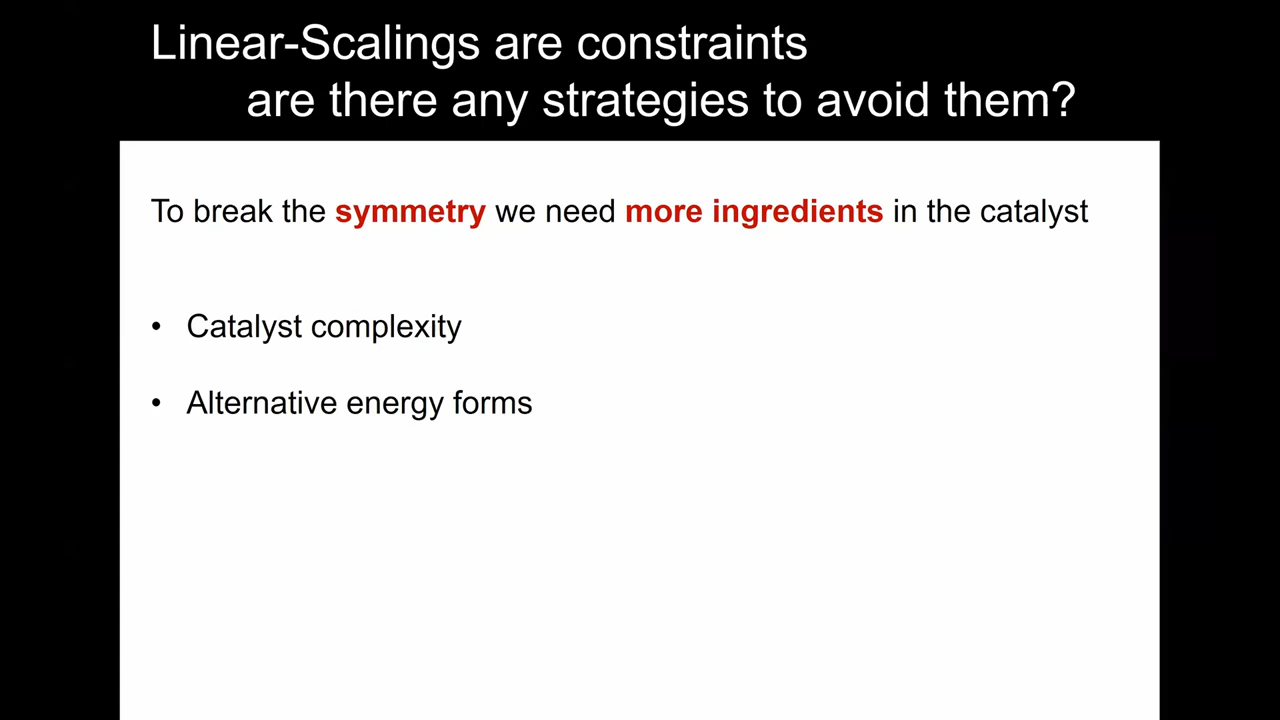 Linear-Scalings are constraints
are there any strategies to avoid them?
To break the symmetry we need more ingredients in the catalyst
• Catalyst complexity
• Alternative energy forms